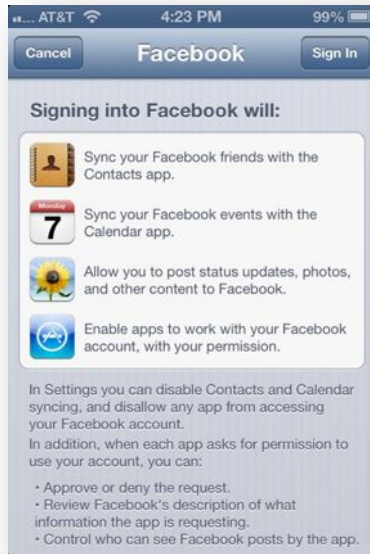 AT&T 4:23 PM 99%
Cancel Facebook Sign In
Signing into Facebook will:
Sync your Facebook friends with the
Contacts app.
Monday
7
Sync your Facebook events with the
Calendar app.
Allow you to post status updates, photos,
and other content to Facebook.
Enable apps to work with your Facebook
account, with your permission.
In Settings you can disable Contacts and Calendar
syncing, and disallow any app from accessing
your Facebook account.
In addition, when each app asks for permission to
use your account, you can:
• Approve or deny the request.
• Review Facebook's description of what
information the app is requesting.
• Control who can see Facebook posts by the app.